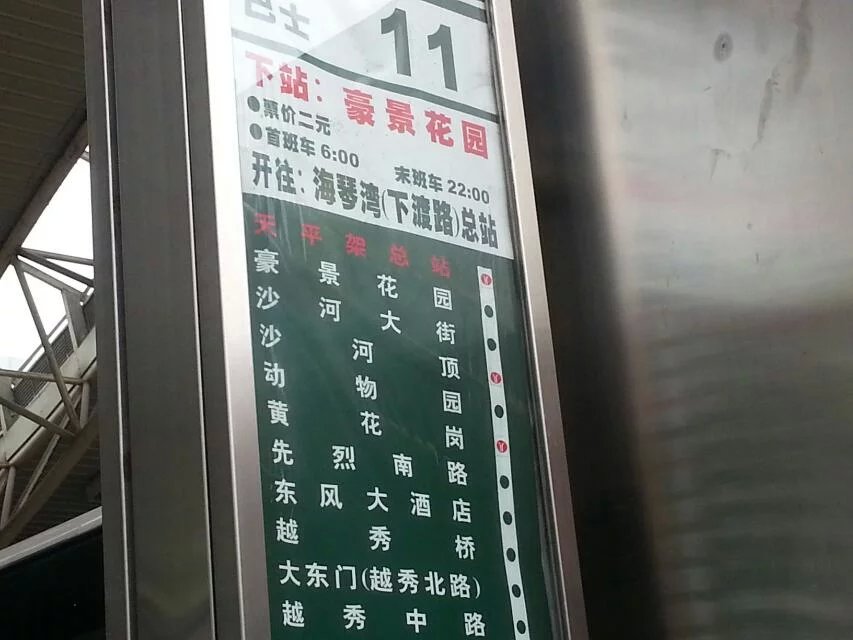 巴士 11
下站：豪景花园
●票价二元
●首班车 6:00 末班车 22:00
开往：海琴湾(下渡路)总站
天平架总站
豪景花园
沙河大街
沙河顶
动物园
黄花岗
先烈南路
东风大酒店
越秀桥
大东门(越秀北路)
越秀中路